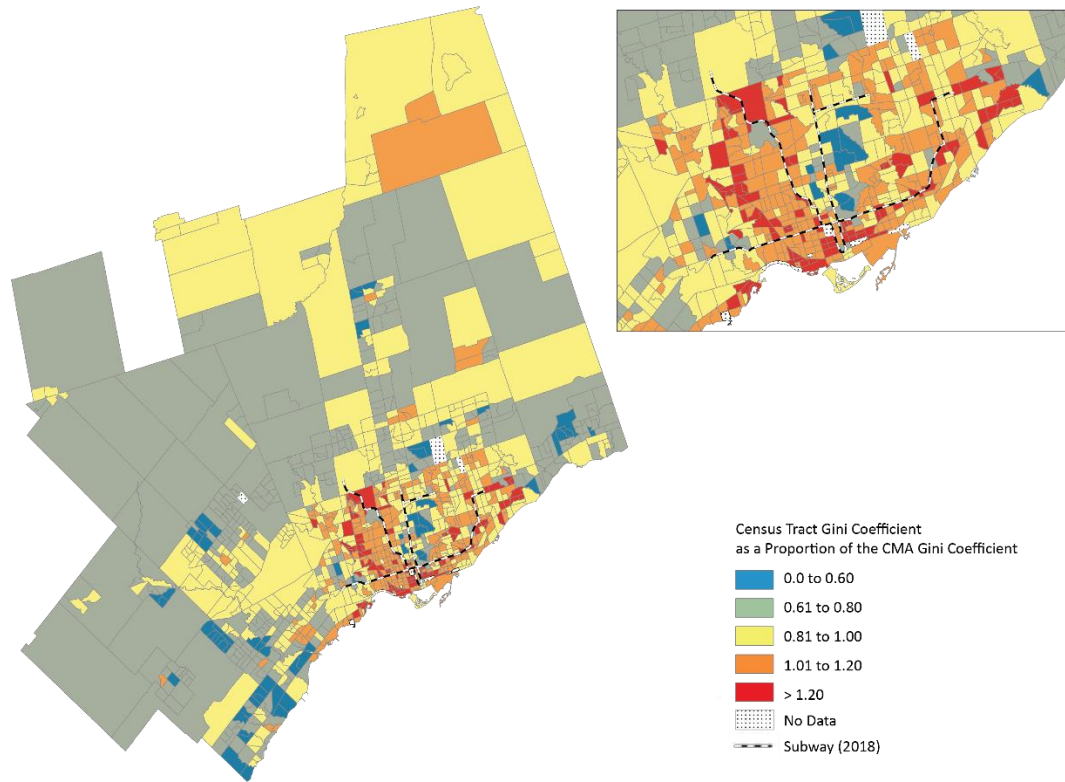 Census Tract Gini Coefficient
as a Proportion of the CMA Gini Coefficient
0.0 to 0.60
0.61 to 0.80
0.81 to 1.00
1.01 to 1.20
> 1.20
No Data
Subway (2018)